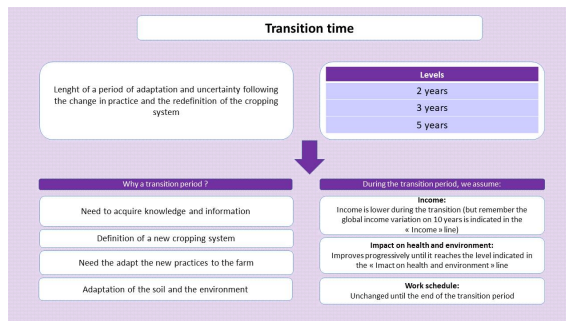 Transition time
Lenght of a period of adaptation and uncertainty following
the change in practice and the redefinition of the cropping
system
Levels
2 years
3 years
5 years
Why a transition period ?
Need to acquire knowledge and information
Definition of a new cropping system
Need the adapt the new practices to the farm
Adaptation of the soil and the environment
During the transition period, we assume:
Income:
Income is lower during the transition (but remember the
global income variation on 10 years is indicated in the
« Income » line)
Impact on health and environment:
Improves progressively until it reaches the level indicated in
the « Imact on health and environment » line
Work schedule:
Unchanged until the end of the transition period